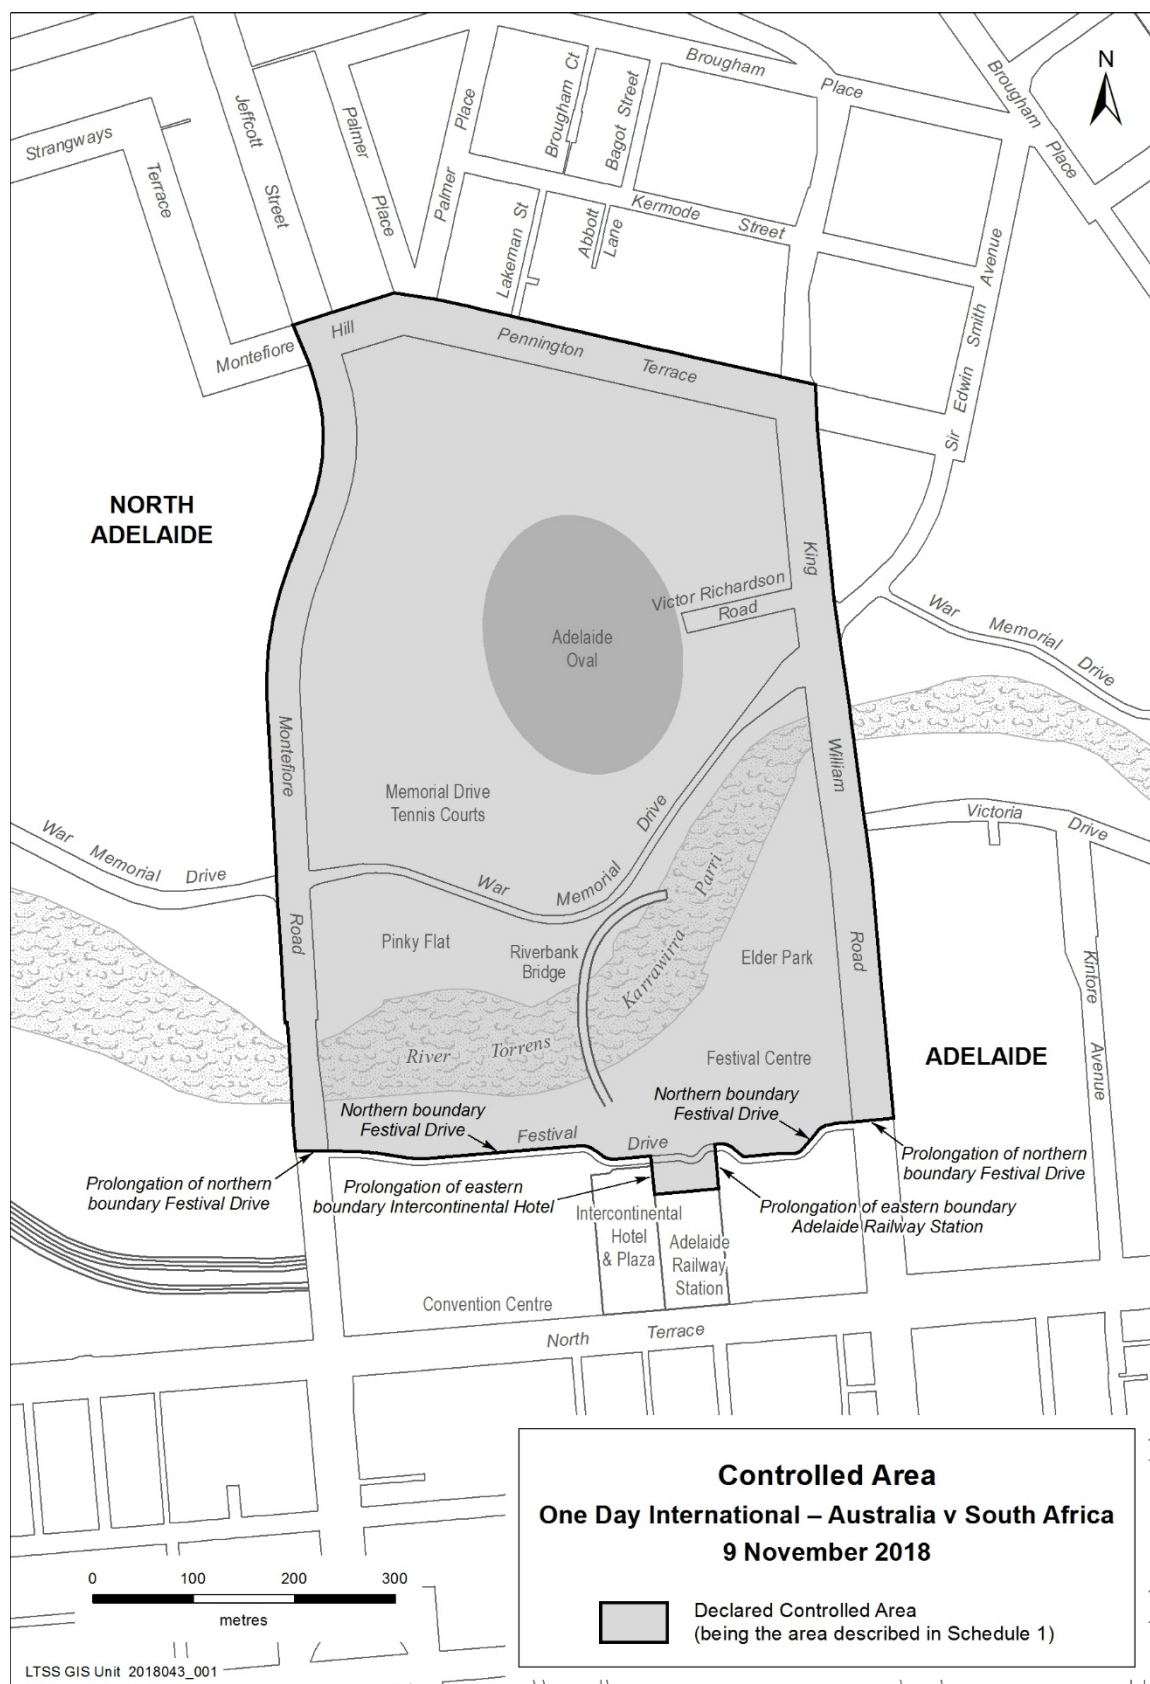 N
Brougham Place
Brougham Place
Jeffcott Street
Palmer Place
Palmer Place
Brougham Ct
Bagot Street
Strangways Terrace
Kermode Street
Lakeman St
Abbott Lane
Sir Edwin Smith Avenue
Montefiore Hill
Pennington Terrace
NORTH
ADELAIDE
King William Road
Victor Richardson
Road
Adelaide
Oval
War Memorial Drive
Montefiore Road
Memorial Drive
Tennis Courts
War Memorial Drive
Victoria Drive
War Memorial Drive
Karrawirra Parri
Pinky Flat
Riverbank
Bridge
Elder Park
Kintore Avenue
River Torrens
Festival Centre
ADELAIDE
Northern boundary
Festival Drive
Northern boundary
Festival Drive
Festival Drive
Prolongation of northern
boundary Festival Drive
Prolongation of eastern
boundary Intercontinental Hotel
Prolongation of northern
boundary Festival Drive
Prolongation of eastern boundary
Adelaide Railway Station
Intercontinental
Hotel
& Plaza
Adelaide
Railway
Station
Convention Centre
North Terrace
Controlled Area
One Day International – Australia v South Africa
9 November 2018
Declared Controlled Area
(being the area described in Schedule 1)
0 100 200 300
metres
LTSS GIS Unit 2018043_001